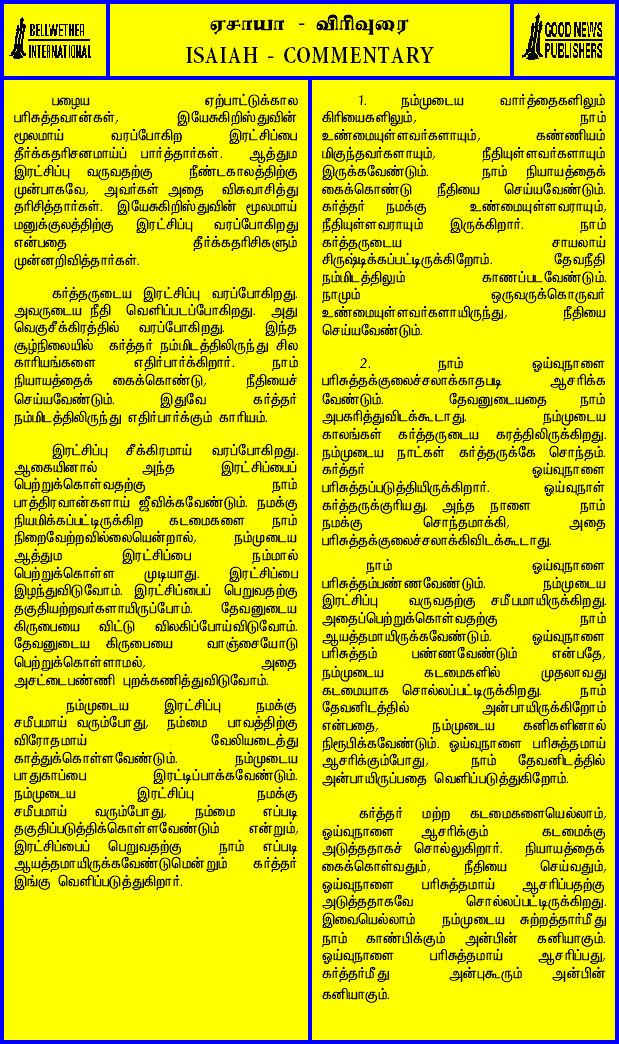 BELLWETHER
INTERNATIONAL
ஏசாயா - விரிவுரை
ISAIAH - COMMENTARY
GOOD NEWS
PUBLISHERS
பழைய ஏற்பாட்டுக்கால
பரிசுத்தவான்கள், இயேசுகிறிஸ்துவின்
மூலமாய் வரப்போகிற இரட்சிப்பை
தீர்க்கதரிசனமாய்ப் பார்த்தார்கள். ஆத்தும
இரட்சிப்பு வருவதற்கு நீண்டகாலத்திற்கு
முன்பாகவே, அவர்கள் அதை விசுவாசித்து
தரிசித்தார்கள். இயேசுகிறிஸ்துவின் மூலமாய்
மனுக்குலத்திற்கு இரட்சிப்பு வரப்போகிறது
என்பதை தீர்க்கதரிசிகளும்
முன்னறிவித்தார்கள்.
கர்த்தருடைய இரட்சிப்பு வரப்போகிறது.
அவருடைய நீதி வெளிப்படப்போகிறது. அது
வெகுசீக்கிரத்தில் வரப்போகிறது. இந்த
சூழ்நிலையில் கர்த்தர் நம்மிடத்திலிருந்து சில
காரியங்களை எதிர்பார்க்கிறார். நாம்
நியாயத்தைக் கைக்கொண்டு, நீதியைச்
செய்யவேண்டும். இதுவே கர்த்தர்
நம்மிடத்திலிருந்து எதிர்பார்க்கும் காரியம்.
இரட்சிப்பு சீக்கிரமாய் வரப்போகிறது.
ஆகையினால் அந்த இரட்சிப்பைப்
பெற்றுக்கொள்வதற்கு நாம்
பாத்திரவான்களாய் ஜீவிக்கவேண்டும். நமக்கு
நியமிக்கப்பட்டிருக்கிற கடமைகளை நாம்
நிறைவேற்றவில்லையென்றால், நம்முடைய
ஆத்தும இரட்சிப்பை நம்மால்
பெற்றுக்கொள்ள முடியாது. இரட்சிப்பை
இழந்துவிடுவோம். இரட்சிப்பைப் பெறுவதற்கு
தகுதியற்றவர்களாயிருப்போம். தேவனுடைய
கிருபையை விட்டு விலகிப்போய்விடுவோம்.
தேவனுடைய கிருபையை வாஞ்சையோடு
பெற்றுக்கொள்ளாமல், அதை
அசட்டைபண்ணி புறக்கணித்துவிடுவோம்.
நம்முடைய இரட்சிப்பு நமக்கு
சமீபமாய் வரும்போது, நம்மை பாவத்திற்கு
விரோதமாய் வேலியடைத்து
காத்துக்கொள்ளவேண்டும். நம்முடைய
பாதுகாப்பை இரட்டிப்பாக்கவேண்டும்.
நம்முடைய இரட்சிப்பு நமக்கு
சமீபமாய் வரும்போது, நம்மை எப்படி
தகுதிப்படுத்திக்கொள்ளவேண்டும் என்றும்,
இரட்சிப்பைப் பெறுவதற்கு நாம் எப்படி
ஆயத்தமாயிருக்கவேண்டுமென்றும் கர்த்தர்
இங்கு வெளிப்படுத்துகிறார்.
1. நம்முடைய வார்த்தைகளிலும்
கிரியைகளிலும், நாம்
உண்மையுள்ளவர்களாயும், கண்ணியம்
மிகுந்தவர்களாயும், நீதியுள்ளவர்களாயும்
இருக்கவேண்டும். நாம் நியாயத்தைக்
கைக்கொண்டு நீதியை செய்யவேண்டும்.
கர்த்தர் நமக்கு உண்மையுள்ளவராயும்,
நீதியுள்ளவராயும் இருக்கிறார். நாம்
கர்த்தருடைய சாயலாய்
சிருஷ்டிக்கப்பட்டிருக்கிறோம். தேவநீதி
நம்மிடத்திலும் காணப்படவேண்டும்.
நாமும் ஒருவருக்கொருவர்
உண்மையுள்ளவர்களாயிருந்து, நீதியை
செய்யவேண்டும்.
2. நாம் ஓய்வுநாளை
பரிசுத்தக்குலைச்சலாக்காதபடி ஆசரிக்க
வேண்டும். தேவனுடையதை நாம்
அபகரித்துவிடக்கூடாது. நம்முடைய
காலங்கள் கர்த்தருடைய கரத்திலிருக்கிறது.
நம்முடைய நாட்கள் கர்த்தருக்கே சொந்தம்.
கர்த்தர் ஓய்வுநாளை
பரிசுத்தப்படுத்தியிருக்கிறார். ஓய்வுநாள்
கர்த்தருக்குரியது. அந்த நாளை நாம்
நமக்கு சொந்தமாக்கி, அதை
பரிசுத்தக்குலைச்சலாக்கிவிடக்கூடாது.
நாம் ஓய்வுநாளை
பரிசுத்தம்பண்ணவேண்டும். நம்முடைய
இரட்சிப்பு வருவதற்கு சமீபமாயிருக்கிறது.
அதைப்பெற்றுக்கொள்வதற்கு நாம்
ஆயத்தமாயிருக்கவேண்டும். ஓய்வுநாளை
பரிசுத்தம் பண்ணவேண்டும் என்பதே,
நம்முடைய கடமைகளில் முதலாவது
கடமையாக சொல்லப்பட்டிருக்கிறது. நாம்
தேவனிடத்தில் அன்பாயிருக்கிறோம்
என்பதை, நம்முடைய கனிகளினால்
நிரூபிக்கவேண்டும். ஓய்வுநாளை பரிசுத்தமாய்
ஆசரிக்கும்போது, நாம் தேவனிடத்தில்
அன்பாயிருப்பதை வெளிப்படுத்துகிறோம்.
கர்த்தர் மற்ற கடமைகளையெல்லாம்,
ஓய்வுநாளை ஆசரிக்கும் கடமைக்கு
அடுத்ததாகச் சொல்லுகிறார். நியாயத்தைக்
கைக்கொள்வதும், நீதியை செய்வதும்,
ஓய்வுநாளை பரிசுத்தமாய் ஆசரிப்பதற்கு
அடுத்ததாகவே சொல்லப்பட்டிருக்கிறது.
இவையெல்லாம் நம்முடைய சுற்றத்தார்மீது
நாம் காண்பிக்கும் அன்பின் கனியாகும்.
ஓய்வுநாளை பரிசுத்தமாய் ஆசரிப்பது,
கர்த்தர்மீது அன்புகூரும் அன்பின்
கனியாகும்.